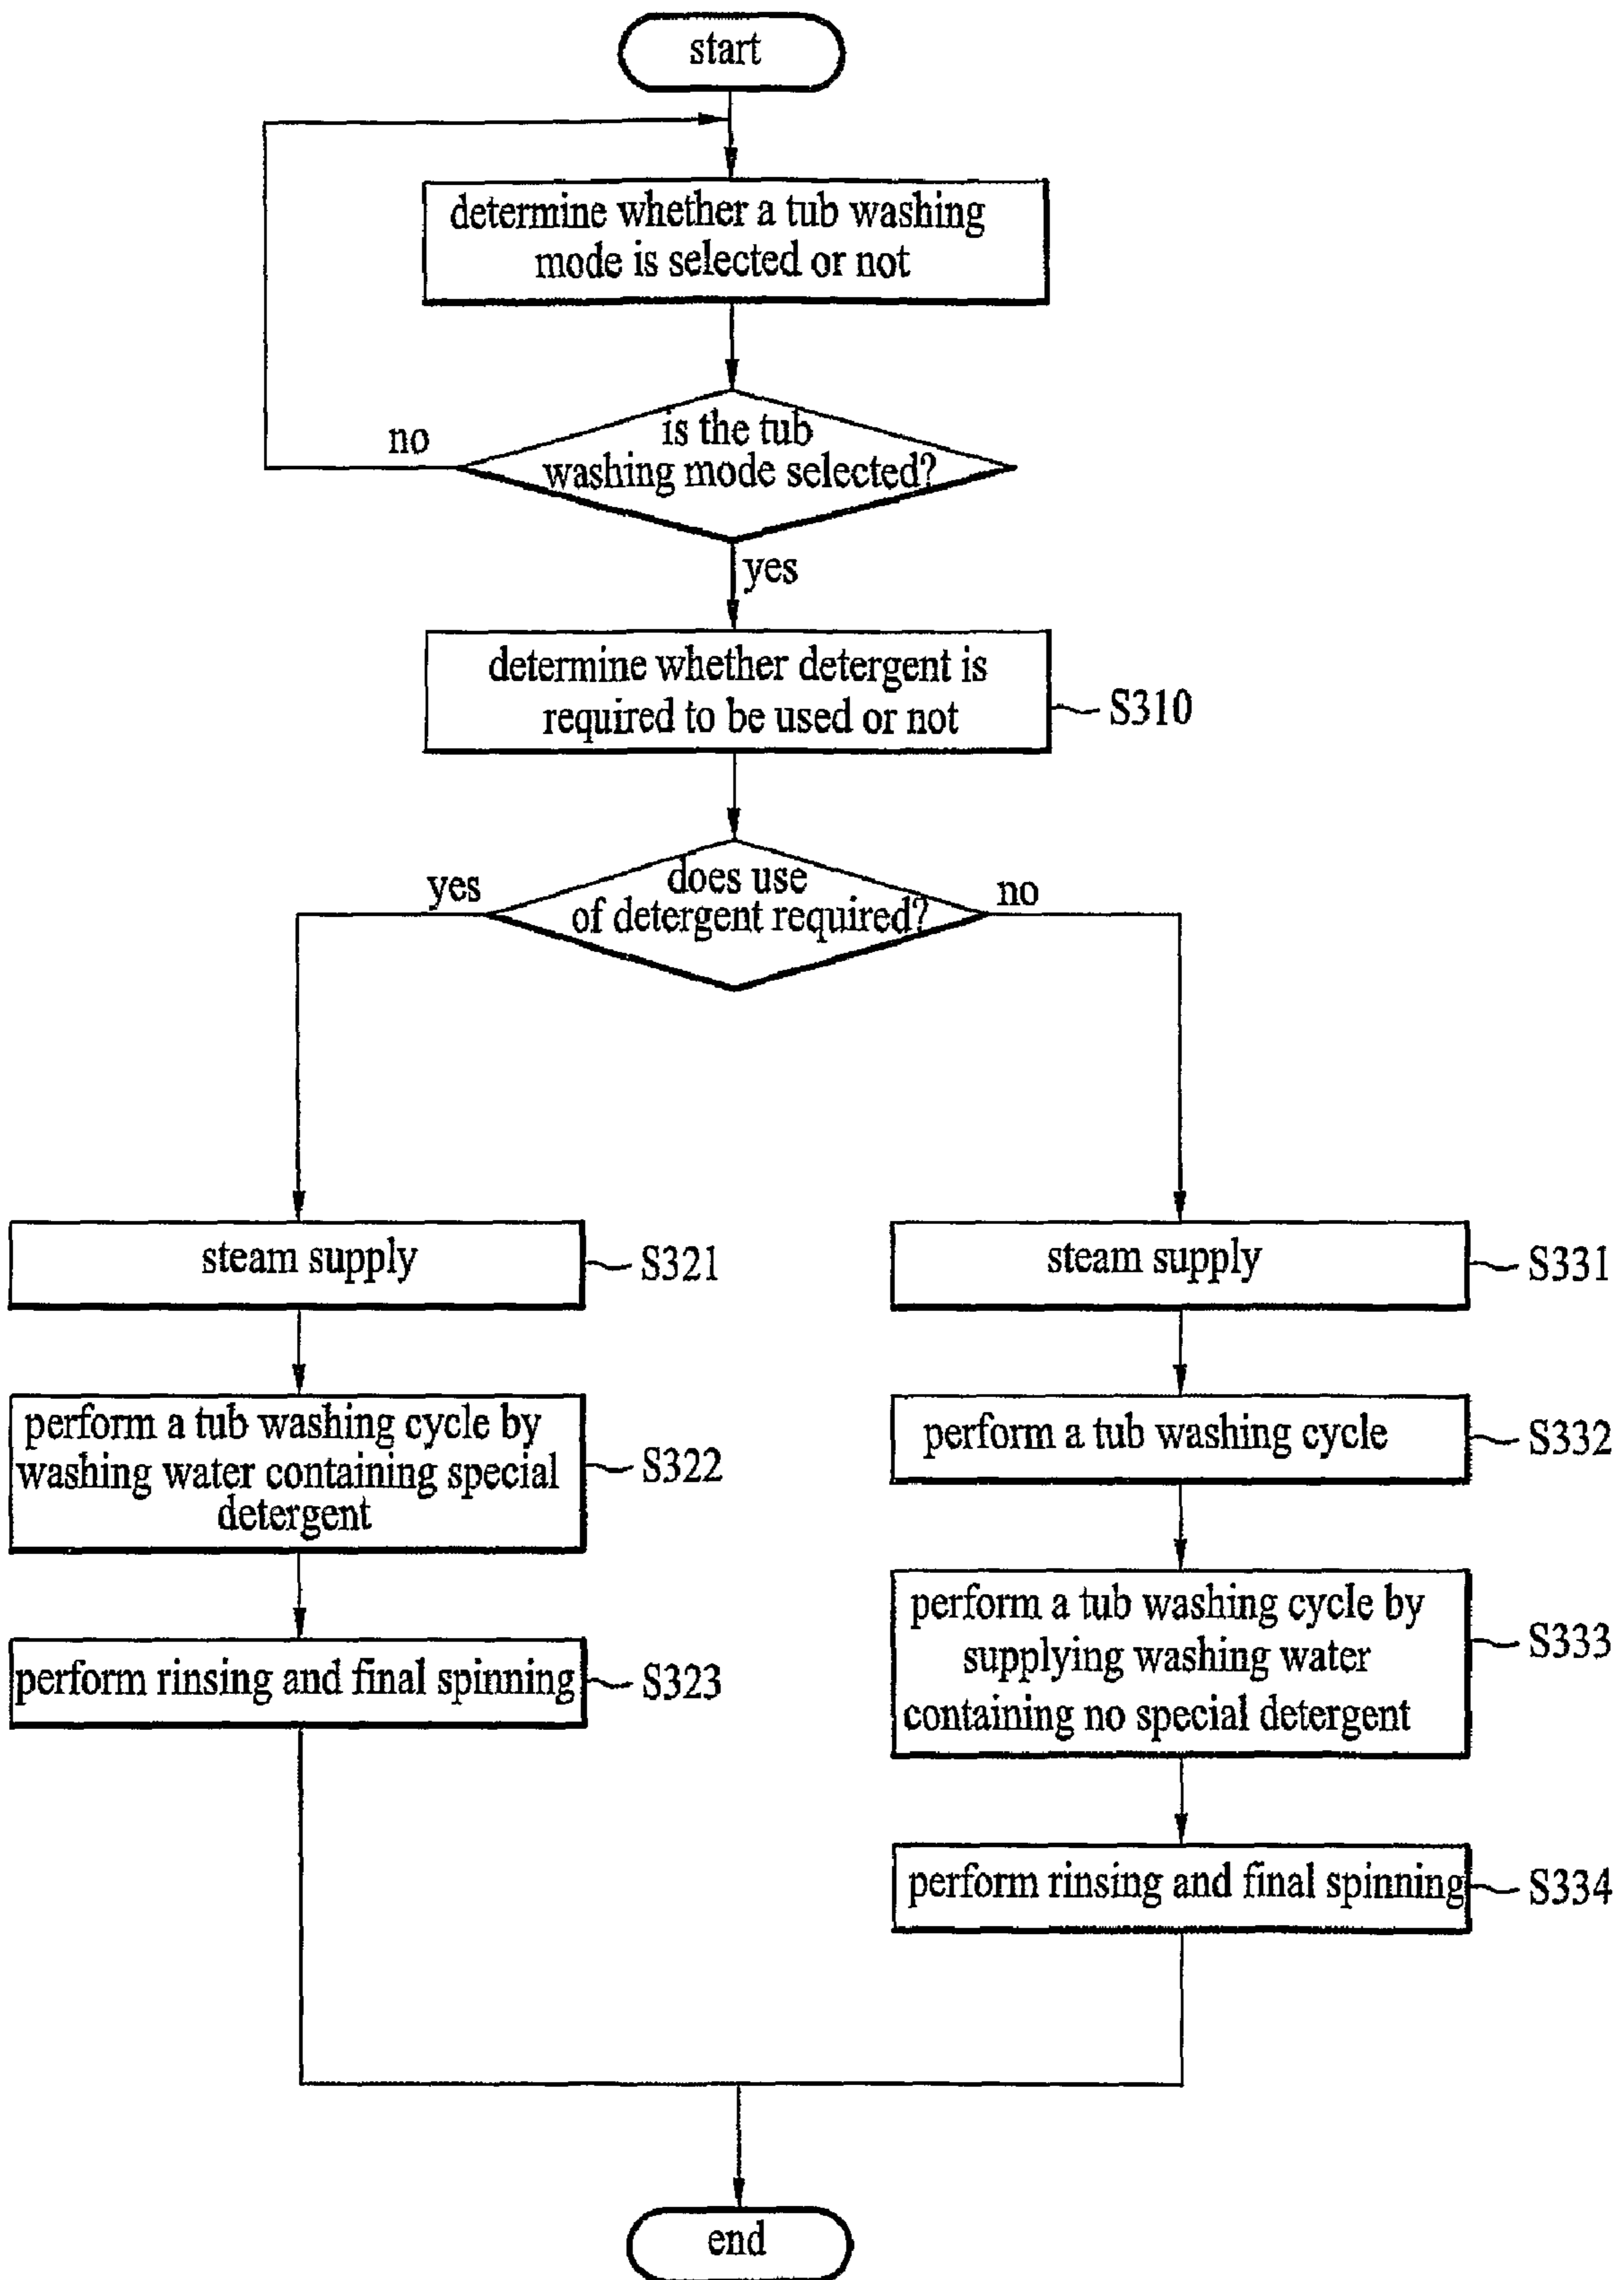 start
determine whether a tub washing
mode is selected or not
is the tub
washing mode selected?
no
yes
determine whether detergent is
required to be used or not
S310
does use
of detergent required?
yes
no
steam supply
S321
perform a tub washing cycle by
washing water containing special
detergent
S322
perform rinsing and final spinning
S323
steam supply
S331
perform a tub washing cycle
S332
perform a tub washing cycle by
supplying washing water
containing no special detergent
S333
perform rinsing and final spinning
S334
end